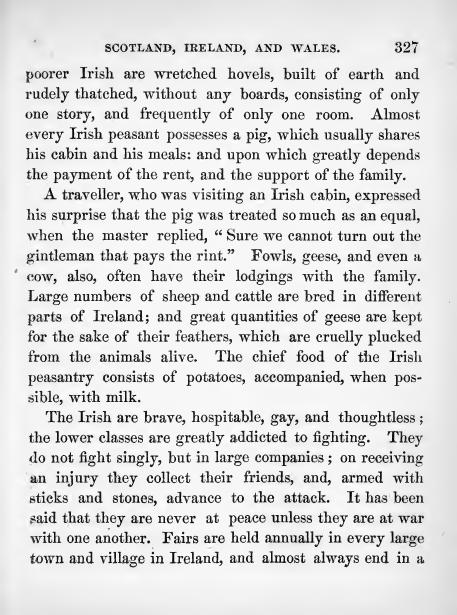 SCOTLAND, IRELAND, AND WALES. 327
poorer Irish are wretched hovels, built of earth and
rudely thatched, without any boards, consisting of only
one story, and frequently of only one room. Almost
every Irish peasant possesses a pig, which usually shares
his cabin and his meals: and upon which greatly depends
the payment of the rent, and the support of the family.
A traveller, who was visiting an Irish cabin, expressed
his surprise that the pig was treated so much as an equal,
when the master replied, “ Sure we cannot turn out the
gintleman that pays the rint.” Fowls, geese, and even a
cow, also, often have their lodgings with the family.
Large numbers of sheep and cattle are bred in different
parts of Ireland; and great quantities of geese are kept
for the sake of their feathers, which are cruelly plucked
from the animals alive. The chief food of the Irish
peasantry consists of potatoes, accompanied, when pos-
sible, with milk.
The Irish are brave, hospitable, gay, and thoughtless ;
the lower classes are greatly addicted to fighting. They
do not fight singly, but in large companies ; on receiving
an injury they collect their friends, and, armed with
sticks and stones, advance to the attack. It has been
said that they are never at peace unless they are at war
with one another. Fairs are held annually in every large
town and village in Ireland, and almost always end in a